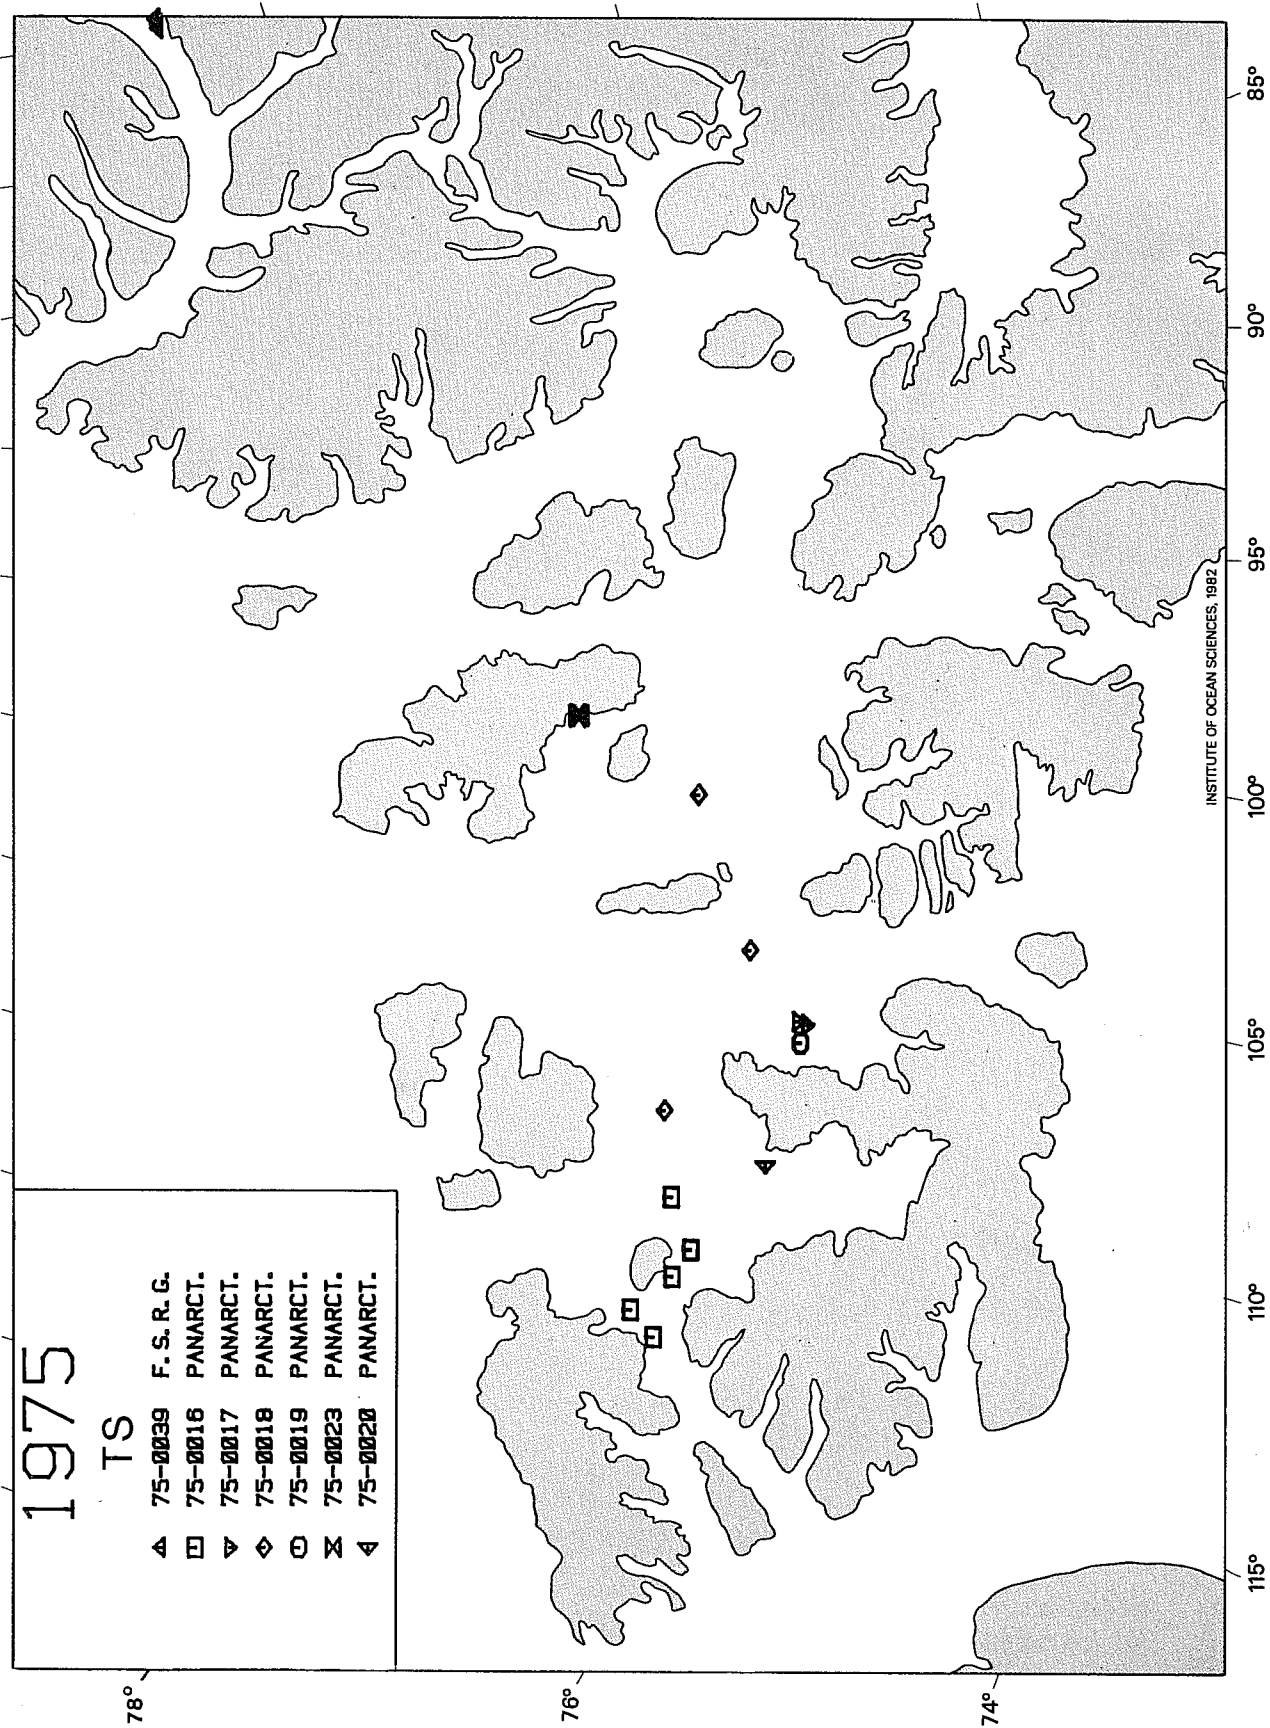 1975
TS
75-0039 F. S. R. G.
75-0016 PANARCT.
75-0017 PANARCT.
75-0018 PANARCT.
75-0019 PANARCT.
75-0023 PANARCT.
75-0020 PANARCT.
78°
76°
74°
115°
110°
105°
100°
95°
90°
85°
INSTITUTE OF OCEAN SCIENCES, 1982